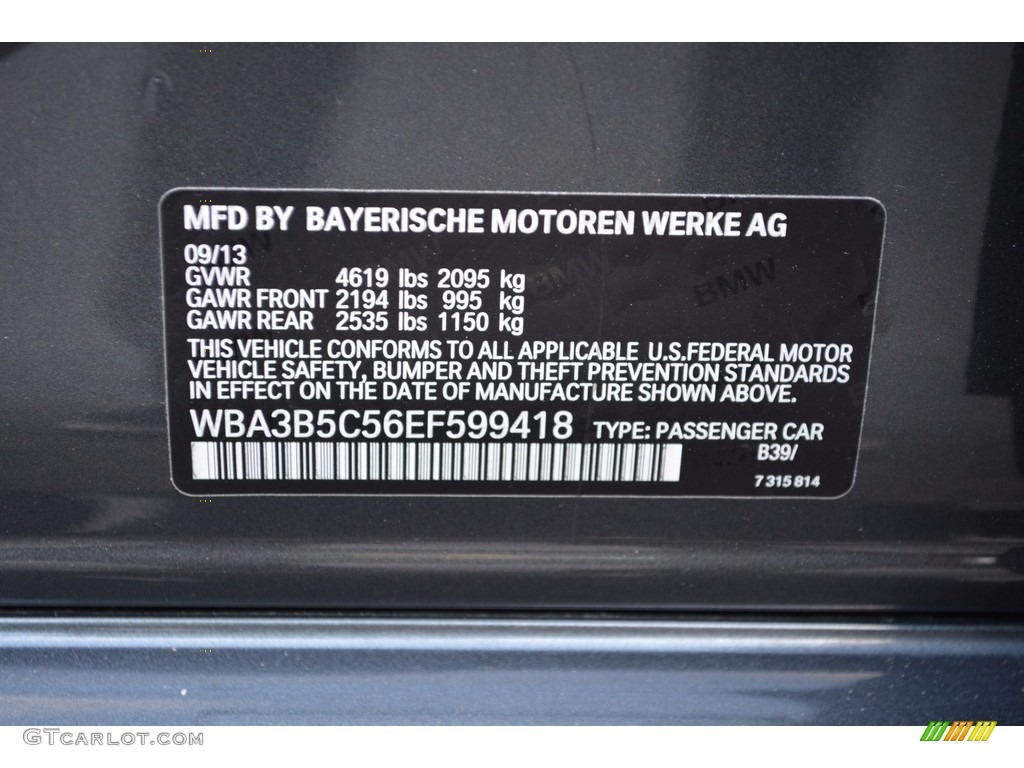 MFD BY BAYERISCHE MOTOREN WERKE AG
09/13
GVWR 4619 lbs 2095 kg
GAWR FRONT 2194 lbs 995 kg
GAWR REAR 2535 lbs 1150 kg
THIS VEHICLE CONFORMS TO ALL APPLICABLE U.S.FEDERAL MOTOR
VEHICLE SAFETY, BUMPER AND THEFT PREVENTION STANDARDS
IN EFFECT ON THE DATE OF MANUFACTURE SHOWN ABOVE.
WBA3B5C56EF599418 TYPE: PASSENGER CAR
B39/
7 315 814
BMW
BMW
GTcarlot.com